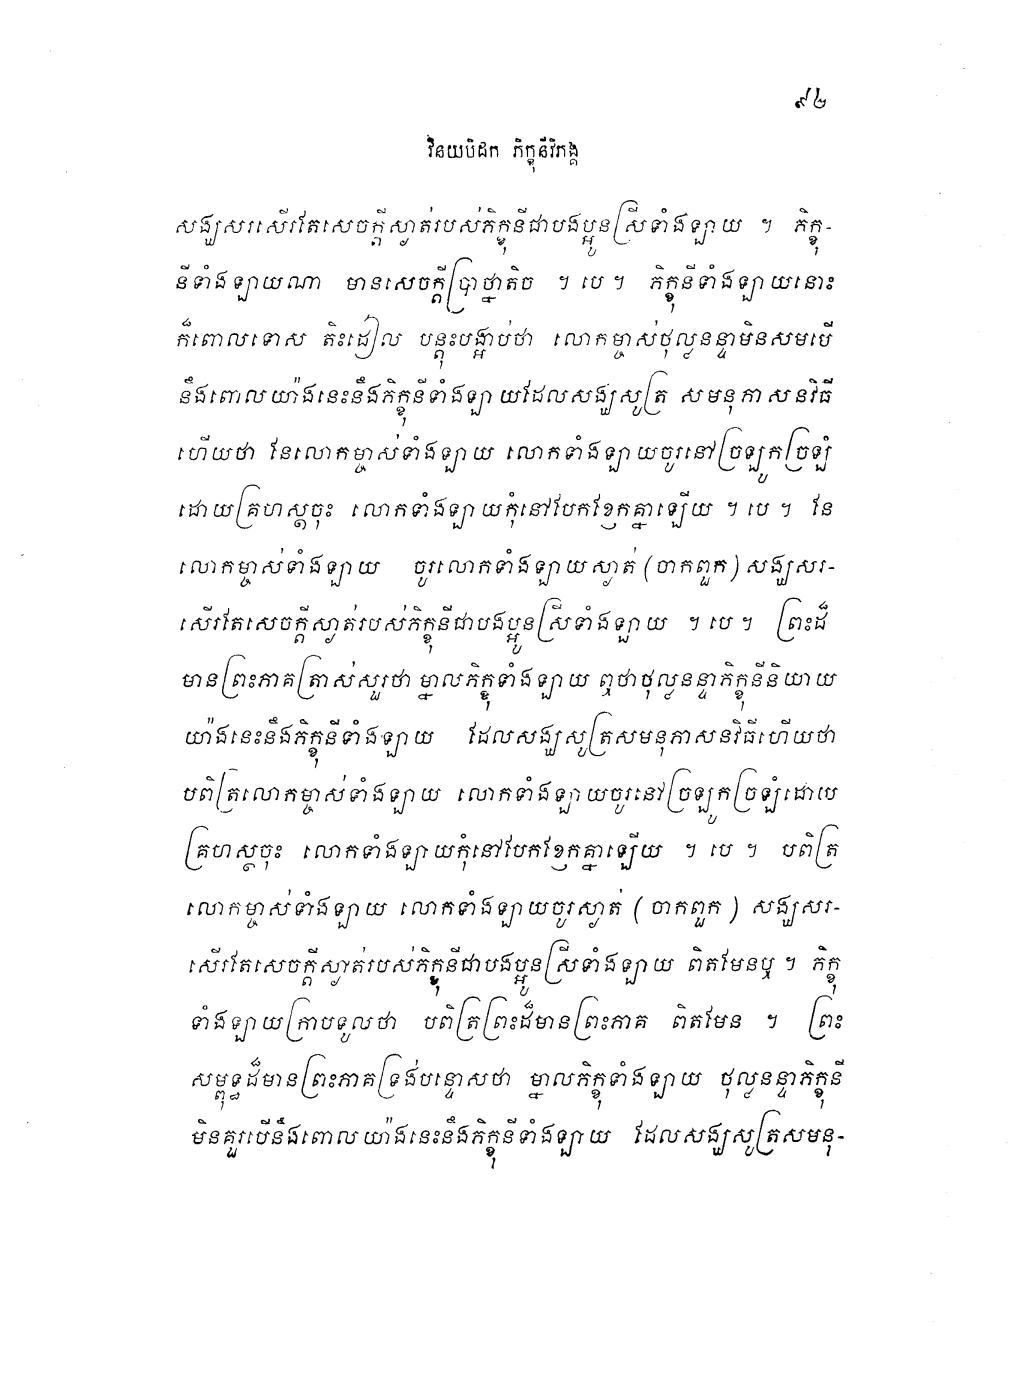 ៩២
វិនយបិដក ភិក្ខុនីវិភង្គ
សង្ឃសរសើរតែសេចក្តីស្ងាត់របស់ភិក្ខុនីជាបងប្អូនស្រីទាំងឡាយ ។ ភិក្ខុ-
នីទាំងឡាយណា មានសេចក្តីប្រាថ្នាតិច ។ បេ ។ ភិក្ខុនីទាំងឡាយនោះ
ក៏ពោលទោស តិះដៀល បន្តុះបង្អាប់ថា លោកម្ចាស់ថុល្លនន្ទាមិនសមបើ
នឹងពោលយ៉ាងនេះនឹងភិក្ខុនីទាំងឡាយដែលសង្ឃសូត្រ សមនុភាសនវិធី
ហើយថា នែលោកម្ចាស់ទាំងឡាយ លោកទាំងឡាយចូរនៅច្រឡូកច្រឡំ
ដោយគ្រហស្ថចុះ លោកទាំងឡាយកុំនៅបែកខ្ញែកគ្នាឡើយ ។ បេ ។ នែ
លោកម្ចាស់ទាំងឡាយ ចូរលោកទាំងឡាយស្ងាត់ (ចាកពួក) សង្ឃសរ-
សើរតែសេចក្តីស្ងាត់របស់ភិក្ខុនីជាបងប្អូនស្រីទាំងឡាយ ។ បេ ។ ព្រះដ៏
មានព្រះភាគត្រាស់សួរថា ម្នាលភិក្ខុទាំងឡាយ ឮថាថុល្លនន្ទាភិក្ខុនីនិយាយ
យ៉ាងនេះនឹងភិក្ខុនីទាំងឡាយ ដែលសង្ឃសូត្រសមនុភាសនវិធីហើយថា
បពិត្រលោកម្ចាស់ទាំងឡាយ លោកទាំងឡាយចូរនៅច្រឡូកច្រឡំដោយ
គ្រហស្ថចុះ លោកទាំងឡាយកុំនៅបែកខ្ញែកគ្នាឡើយ ។ បេ ។ បពិត្រ
លោកម្ចាស់ទាំងឡាយ លោកទាំងឡាយចូរស្ងាត់ ( ចាកពួក ) សង្ឃសរ-
សើរតែសេចក្តីស្ងាត់របស់ភិក្ខុនីជាបងប្អូនស្រីទាំងឡាយ ពិតមែនឬ ។ ភិក្ខុ
ទាំងឡាយក្រាបទូលថា បពិត្រព្រះដ៏មានព្រះភាគ ពិតមែន ។ ព្រះ
សម្ពុទ្ធដ៏មានព្រះភាគទ្រង់បន្ទោសថា ម្នាលភិក្ខុទាំងឡាយ ថុល្លនន្ទាភិក្ខុនី
មិនគួរបើនឹងពោលយ៉ាងនេះនឹងភិក្ខុនីទាំងឡាយ ដែលសង្ឃសូត្រសមនុ-